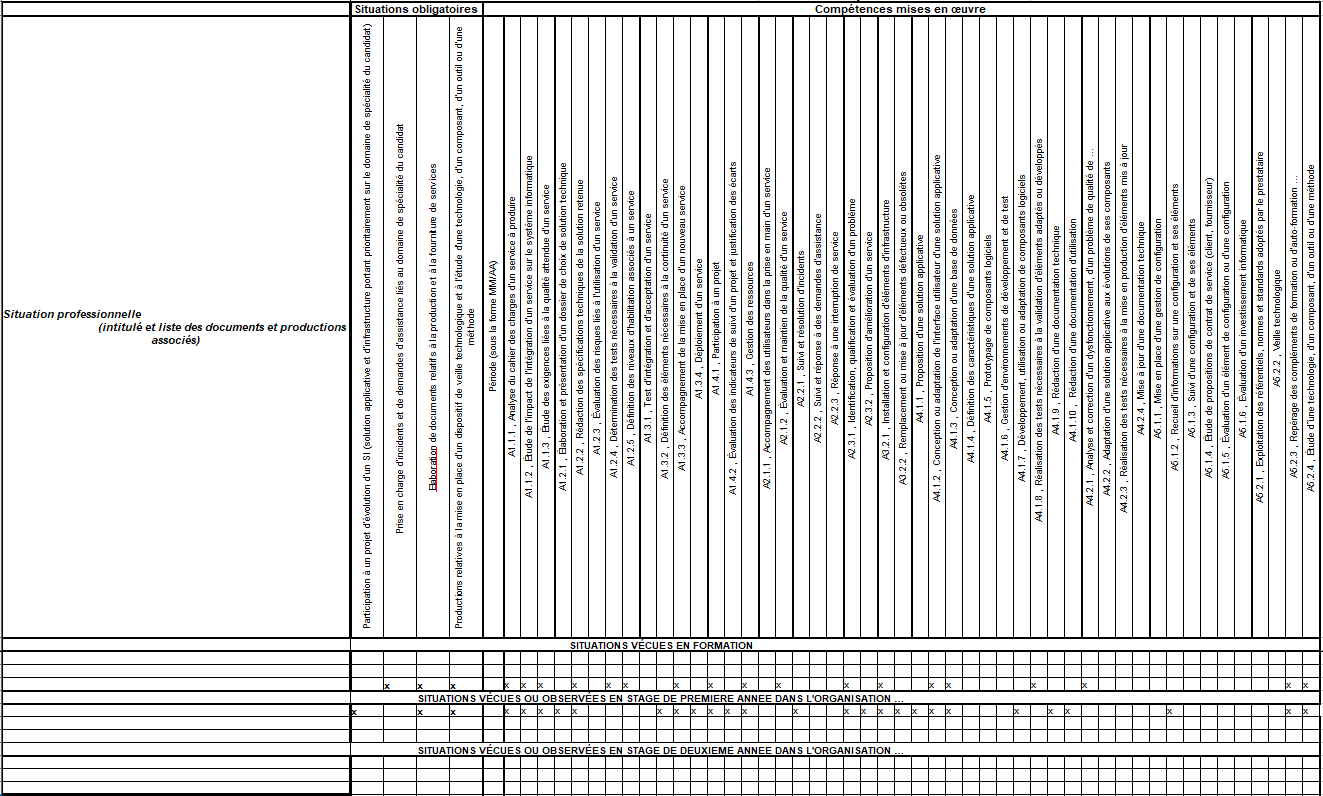 Situations obligatoires
Compétences mises en œuvre
Situation professionnelle
(intitulé et liste des documents et productions
associés)
Participation à un projet d'évolution d'un SI (solution applicative et d'infrastructure portant prioritairement sur le domaine de spécialité du candidat)
Prise en charge d'incidents et de demandes d'assistance liés au domaine de spécialité du candidat
Elaboration de documents relatifs à la production et à la fourniture de services
Productions relatives à la mise en place d'un dispositif de veille technologique et à l'étude d'une technologie, d'un composant, d'un outil ou d'une
méthode
Période (sous la forme MM/AA)
A1.1.1 , Analyse du cahier des charges d'un service à produire
A1.1.2 , Étude de l'impact de l'intégration d'un service sur le système informatique
A1.1.3 , Étude des exigences liées à la qualité attendue d'un service
A1.2.1 , Élaboration et présentation d'un dossier de choix de solution technique
A1.2.2 , Rédaction des spécifications techniques de la solution retenue
A1.2.3 , Évaluation des risques liés à l'utilisation d'un service
A1.2.4 , Détermination des tests nécessaires à la validation d'un service
A1.2.5 , Définition des niveaux d'habilitation associés à un service
A1.3.1 , Test d'intégration et d'acceptation d'un service
A1.3.2 , Définition des éléments nécessaires à la continuité d'un service
A1.3.3 , Accompagnement de la mise en place d'un nouveau service
A1.3.4 , Déploiement d'un service
A1.4.1 , Participation à un projet
A1.4.2 , Évaluation des indicateurs de suivi d'un projet et justification des écarts
A1.4.3 , Gestion des ressources
A2.1.1 , Accompagnement des utilisateurs dans la prise en main d'un service
A2.1.2 , Évaluation et maintien de la qualité d'un service
A2.2.1 , Suivi et résolution d'incidents
A2.2.2 , Suivi et réponse à des demandes d'assistance
A2.2.3 , Réponse à une interruption de service
A2.3.1 , Identification, qualification et évaluation d'un problème
A2.3.2 , Proposition d'amélioration d'un service
A3.2.1 , Installation et configuration d'éléments d'infrastructure
A3.2.2 , Remplacement ou mise à jour d'éléments défectueux ou obsolètes
A4.1.1 , Proposition d'une solution applicative
A4.1.2 , Conception ou adaptation de l'interface utilisateur d'une solution applicative
A4.1.3 , Conception ou adaptation d'une base de données
A4.1.4 , Définition des caractéristiques d'une solution applicative
A4.1.5 , Prototypage de composants logiciels
A4.1.6 , Gestion d'environnements de développement et de test
A4.1.7 , Développement, utilisation ou adaptation de composants logiciels
A4.1.8 , Réalisation des tests nécessaires à la validation d'éléments adaptés ou développés
A4.1.9 , Rédaction d'une documentation technique
A4.1.10 , Rédaction d'une documentation d'utilisation
A4.2.1 , Analyse et correction d'un dysfonctionnement, d'un problème de qualité de …
A4.2.2 , Adaptation d'une solution applicative aux évolutions de ses composants
A4.2.3 , Réalisation des tests nécessaires à la mise en production d'éléments mis à jour
A4.2.4 , Mise à jour d'une documentation technique
A5.1.1 , Mise en place d'une gestion de configuration
A5.1.2 , Recueil d'informations sur une configuration et ses éléments
A5.1.3 , Suivi d'une configuration et de ses éléments
A5.1.4 , Étude de propositions de contrat de service (client, fournisseur)
A5.1.5 , Évaluation d'un élément de configuration ou d'une configuration
A5.1.6 , Évaluation d'un investissement informatique
A5.2.1 , Exploitation des référentiels, normes et standards adoptés par le prestataire
A5.2.2 , Veille technologique
A5.2.3 , Repérage des compléments de formation ou d'auto-formation …
A5.2.4 , Étude d'une technologie, d'un composant, d'un outil ou d'une méthode
SITUATIONS VÉCUES EN FORMATION
x x x x x x x x x x x x x x x x x x x x
SITUATIONS VÉCUES OU OBSERVÉES EN STAGE DE PREMIERE ANNEE DANS L'ORGANISATION …
x x x x x x x x x x x x x x x x x x x x x x x x x x x x
SITUATIONS VÉCUES OU OBSERVÉES EN STAGE DE DEUXIEME ANNEE DANS L'ORGANISATION …